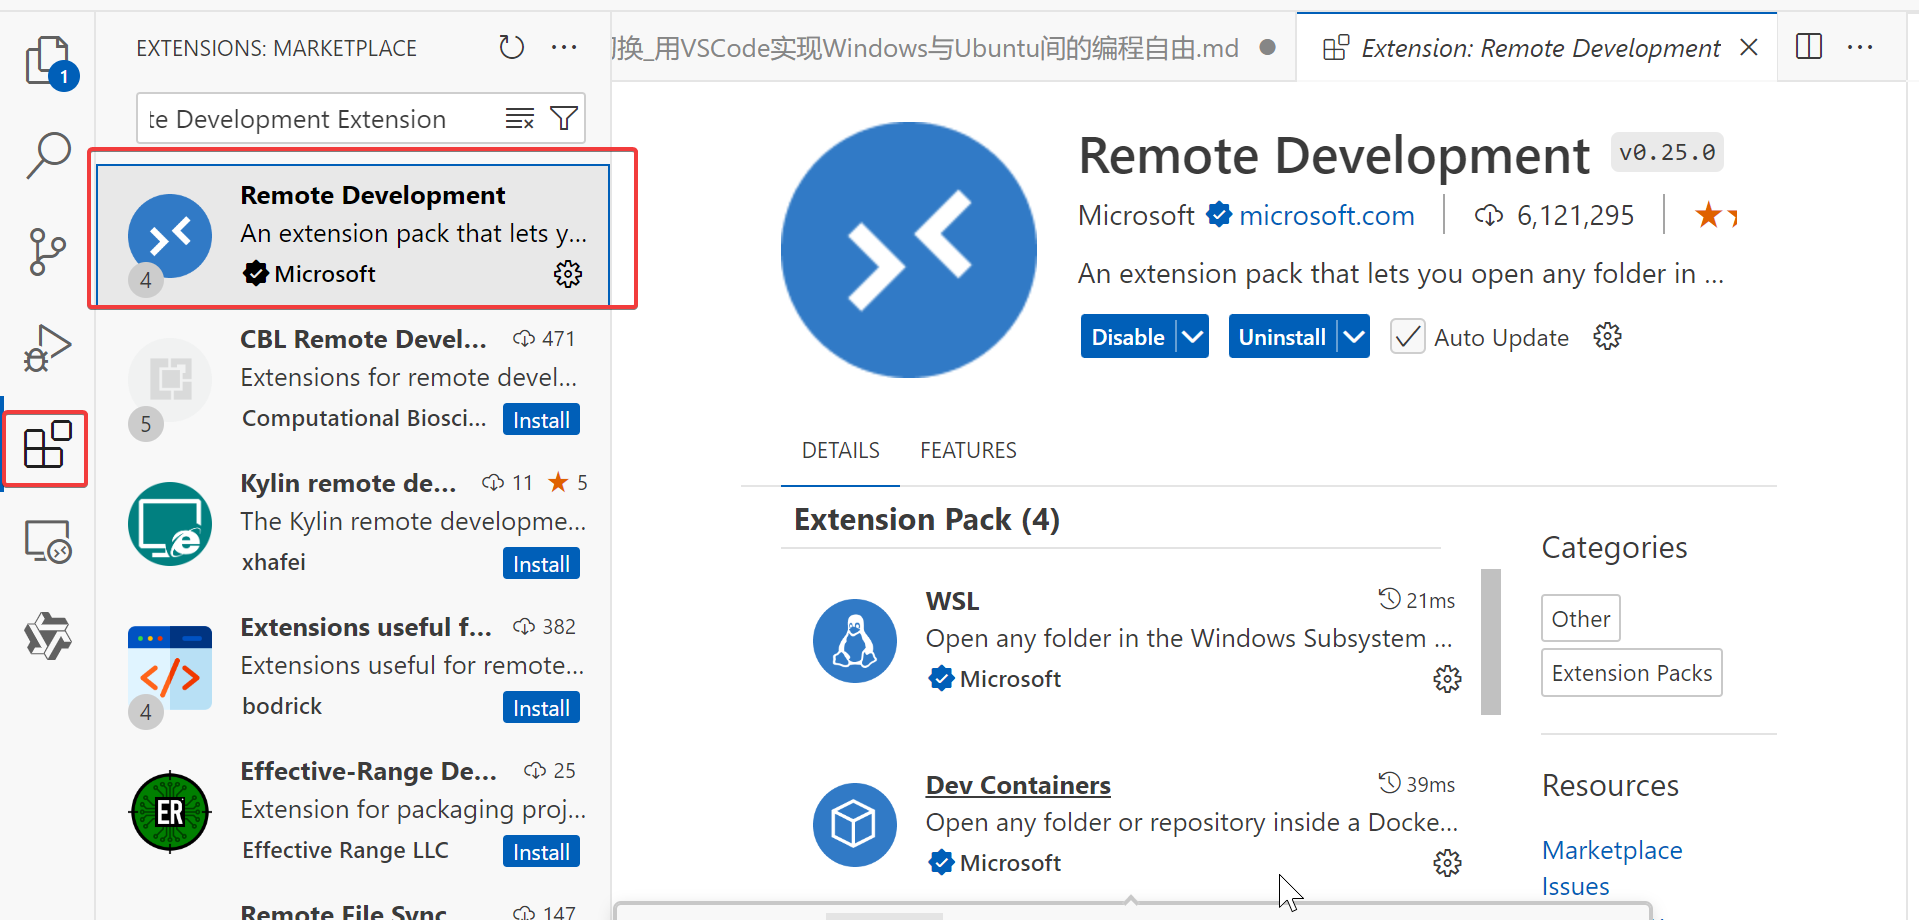 EXTENSIONS: MARKETPLACE
换_用VSCode实现Windows与Ubuntu间的编程自由.md
Extension: Remote Development
1
te Development Extension
Remote Development
An extension pack that lets y...
Microsoft
4
CBL Remote Devel...
471
Extensions for remote devel...
Computational Biosci...
Install
5
Kylin remote de...
11
5
The Kylin remote developme...
xhafei
Install
Extensions useful f...
382
Extensions useful for remote...
bodrick
Install
4
Effective-Range De...
25
Extension for packaging proj...
Effective Range LLC
Install
ER
Remote File Sync
147
Remote Development
v0.25.0
Microsoft
microsoft.com
6,121,295
An extension pack that lets you open any folder in ...
Disable
Uninstall
Auto Update
DETAILS
FEATURES
Extension Pack (4)
WSL
21ms
Open any folder in the Windows Subsystem ...
Microsoft
Dev Containers
39ms
Open any folder or repository inside a Docke...
Microsoft
Categories
Other
Extension Packs
Resources
Marketplace
Issues